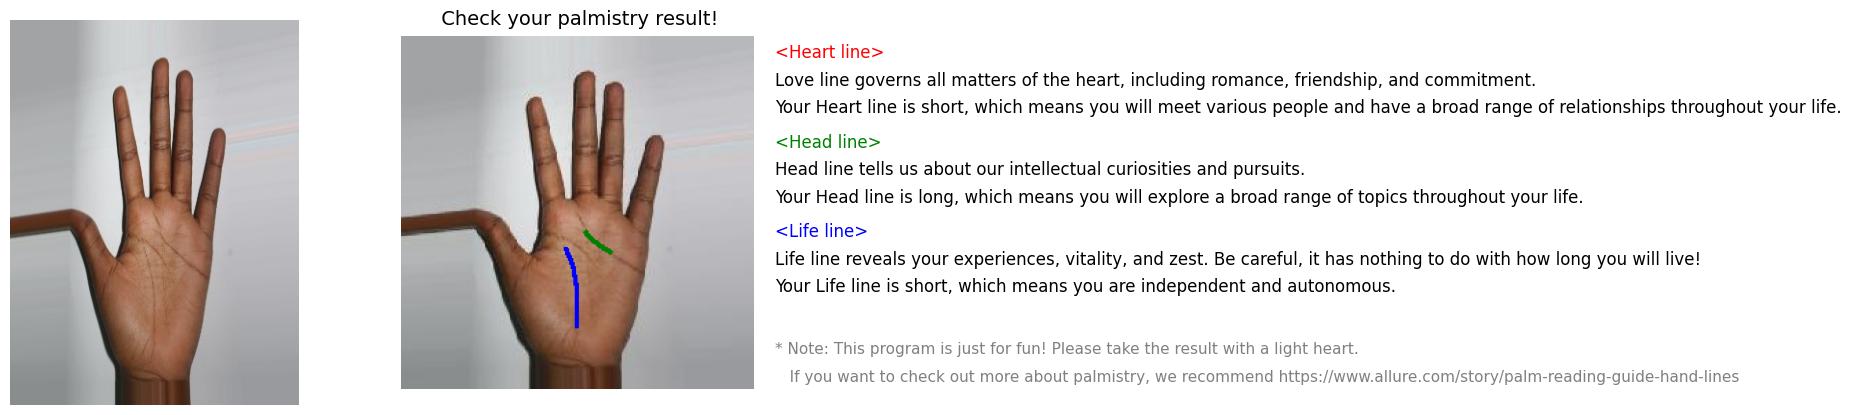 Check your palmistry result!
<Heart line>
Love line governs all matters of the heart, including romance, friendship, and commitment.
Your Heart line is short, which means you will meet various people and have a broad range of relationships throughout your life.
<Head line>
Head line tells us about our intellectual curiosities and pursuits.
Your Head line is long, which means you will explore a broad range of topics throughout your life.
<Life line>
Life line reveals your experiences, vitality, and zest. Be careful, it has nothing to do with how long you will live!
Your Life line is short, which means you are independent and autonomous.
* Note: This program is just for fun! Please take the result with a light heart.
If you want to check out more about palmistry, we recommend https://www.allure.com/story/palm-reading-guide-hand-lines